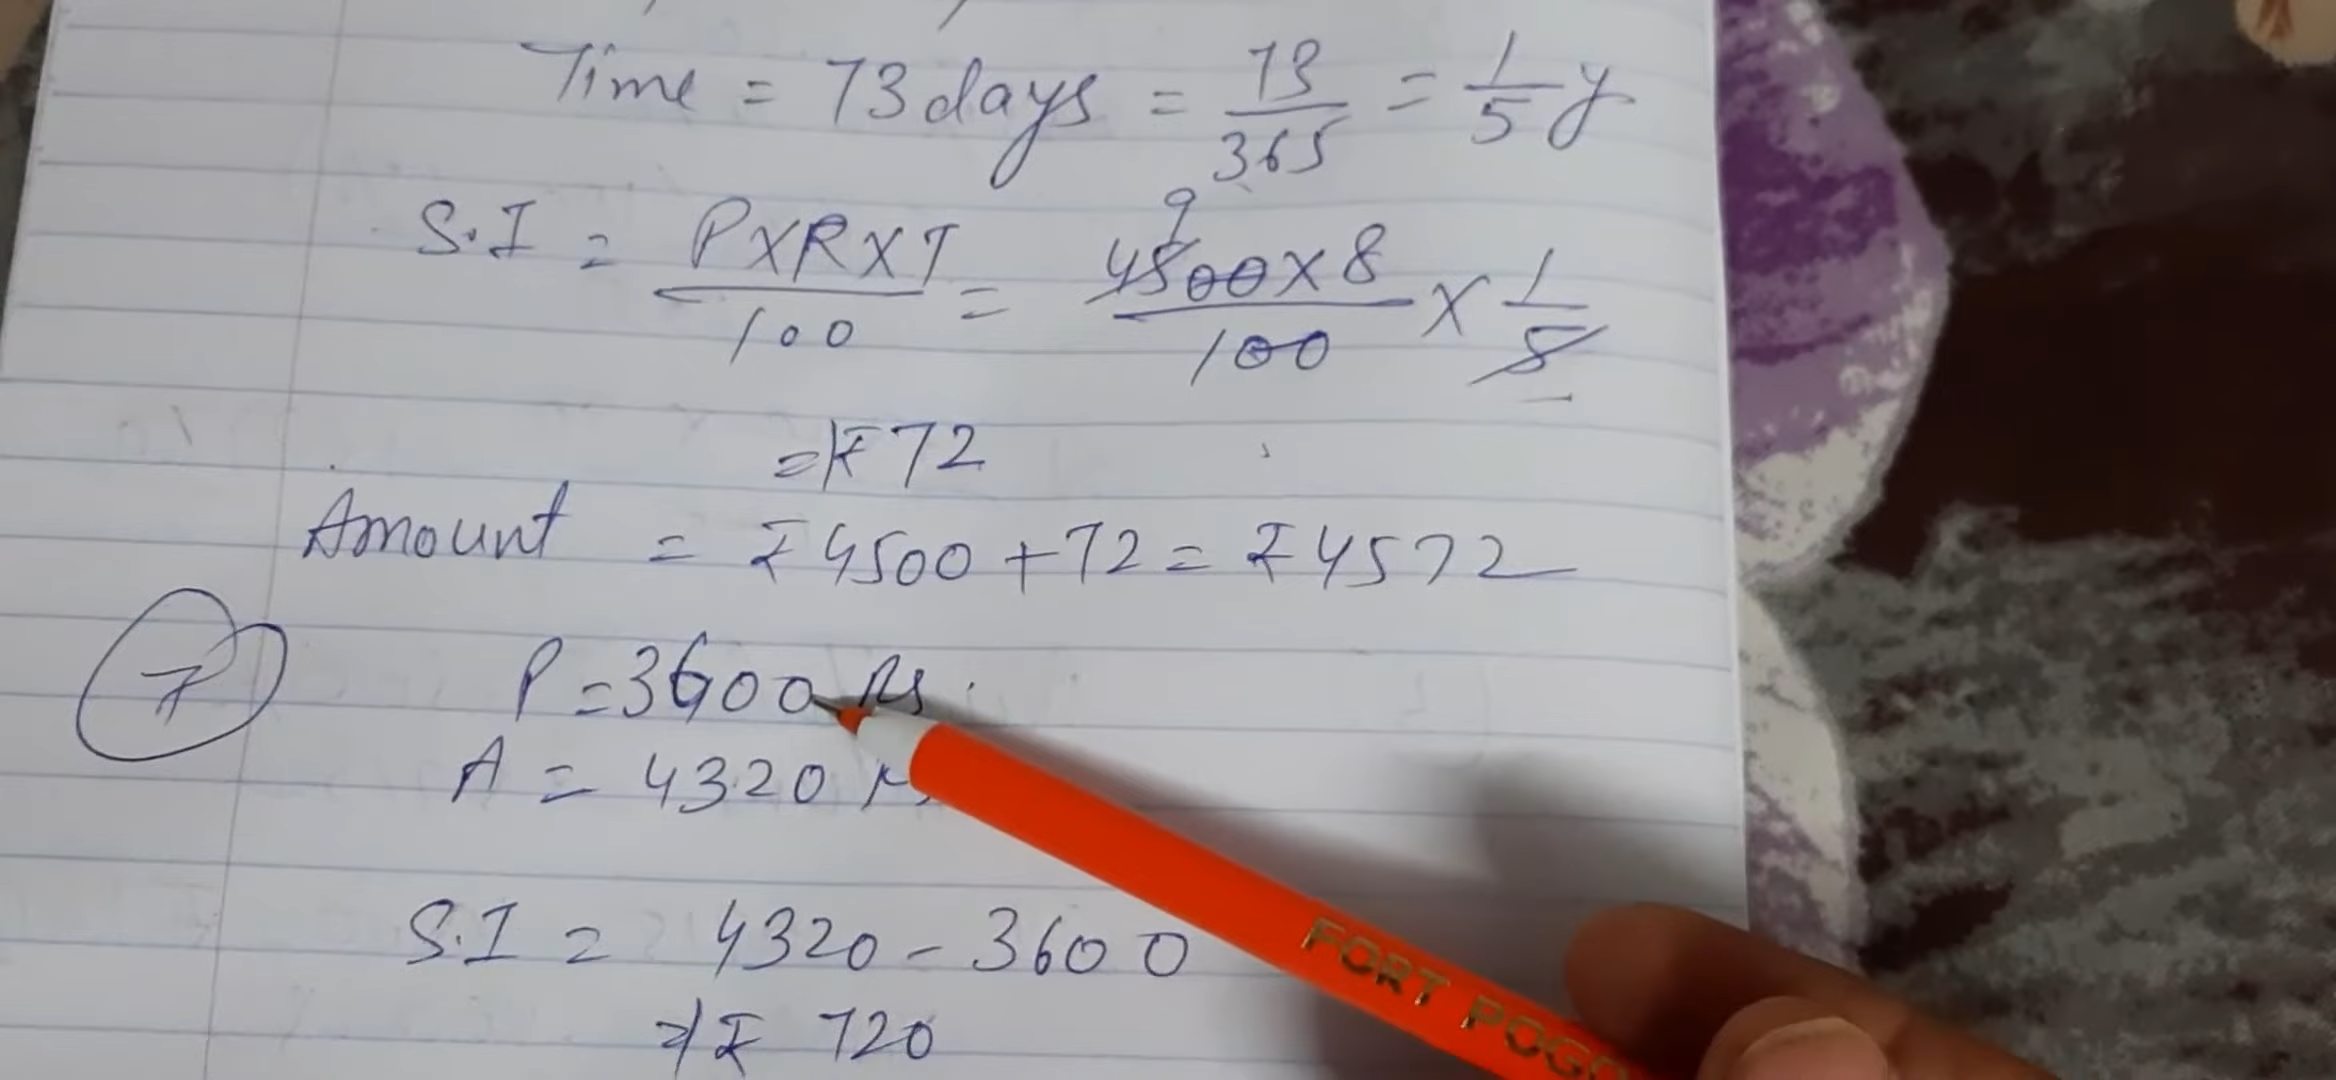 Time = 73 days = 73/365 = 1/5 y
S.I = P×R×T/100 = 4500×8/100 × 1/5
9
=₹72
Amount = ₹4500+72 = ₹4572
7
P = 3600 Rs.
A = 4320
S.I = 4320 - 3600
= ₹ 720
FORT POGO